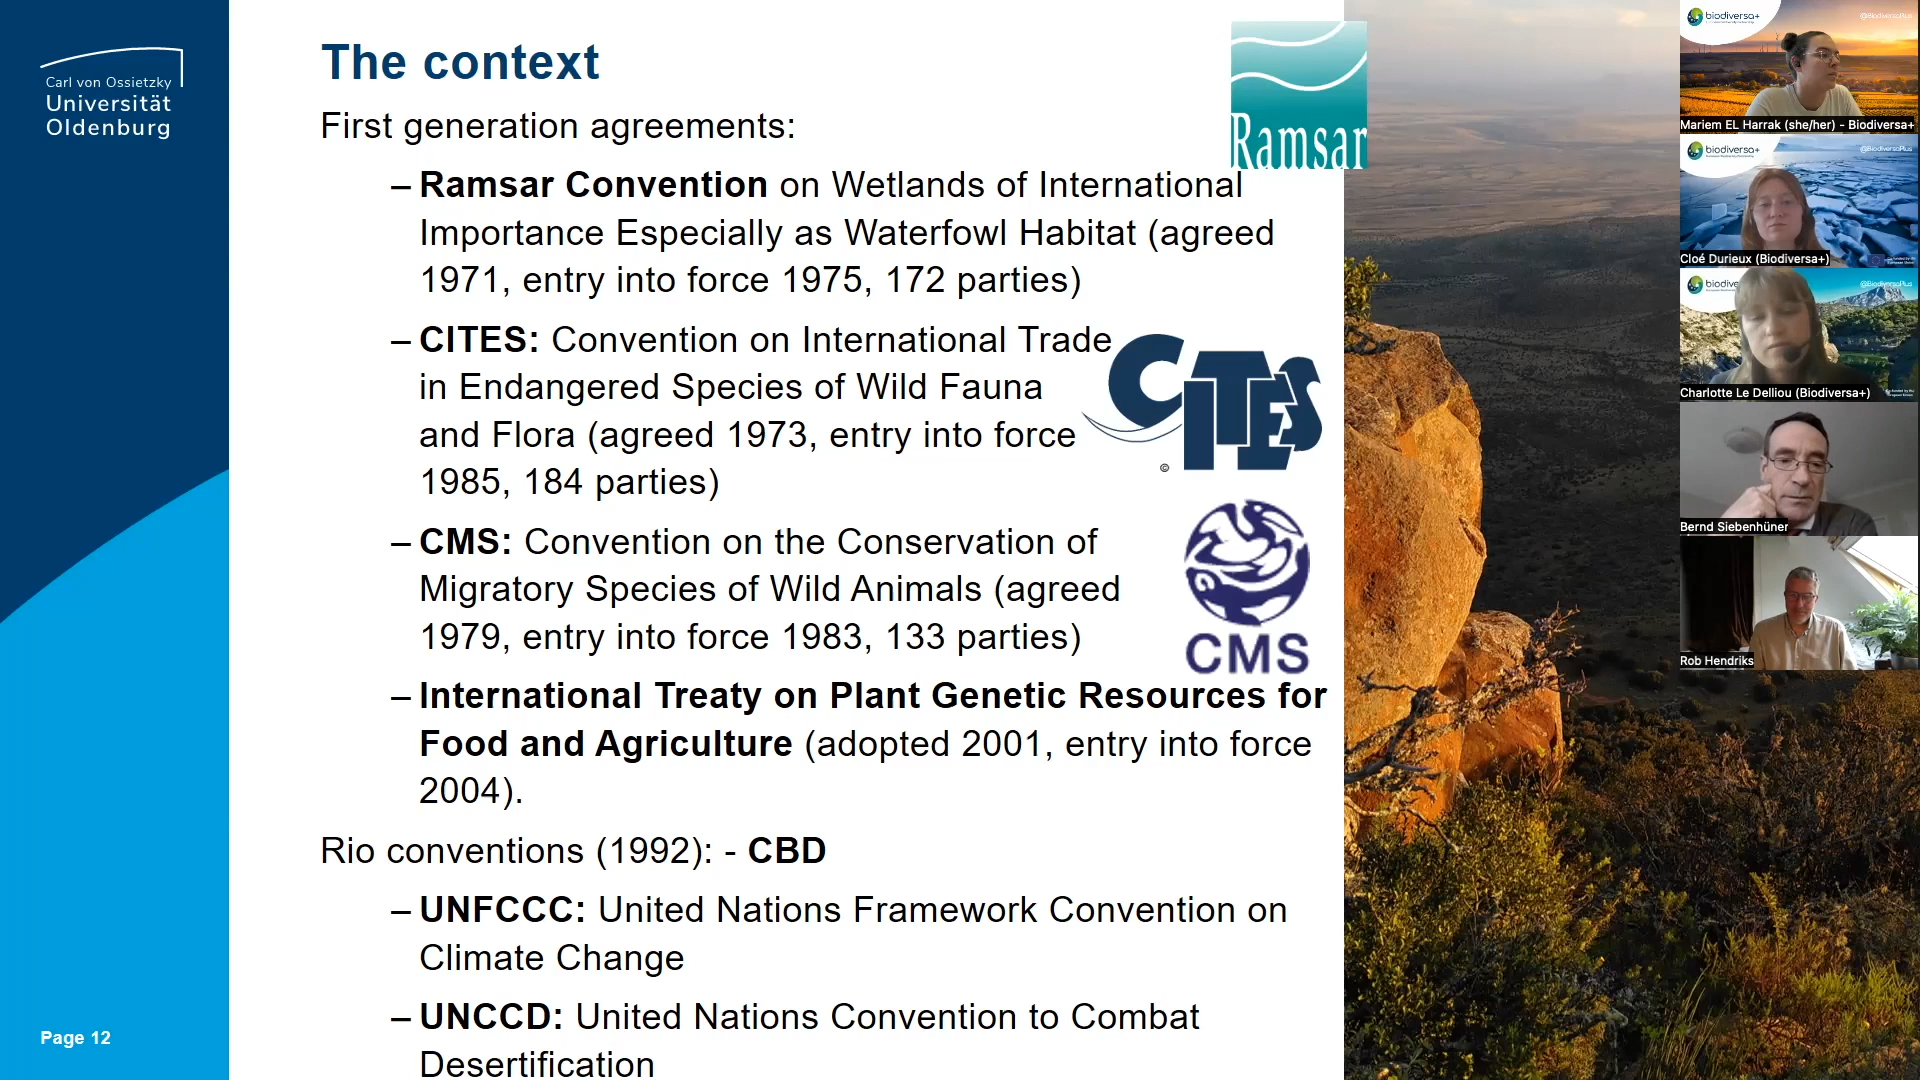 Carl von Ossietzky
Universität
Oldenburg
The context
First generation agreements:
– Ramsar Convention on Wetlands of International
Importance Especially as Waterfowl Habitat (agreed
1971, entry into force 1975, 172 parties)
– CITES: Convention on International Trade
in Endangered Species of Wild Fauna
and Flora (agreed 1973, entry into force
1985, 184 parties)
– CMS: Convention on the Conservation of
Migratory Species of Wild Animals (agreed
1979, entry into force 1983, 133 parties)
– International Treaty on Plant Genetic Resources for
Food and Agriculture (adopted 2001, entry into force
2004).
Rio conventions (1992): - CBD
– UNFCCC: United Nations Framework Convention on
Climate Change
– UNCCD: United Nations Convention to Combat
Desertification
Page 12
Ramsar
CITES
©
CMS
biodiversa+
@BiodiversaPlus
Mariem EL Harrak (she/her) - Biodiversa+
biodiversa+
@BiodiversaPlus
Cloé Durieux (Biodiversa+)
biodive
@BiodiversaPlus
Charlotte Le Delliou (Biodiversa+)
Bernd Siebenhüner
Rob Hendriks